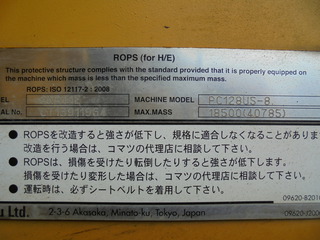 ROPS (for H/E)
This protective structure complies with the standard provided that it is properly equipped on
the machine which mass is less than the specified maximum mass.
ROPS: ISO 12117-2 : 2008
EL MACHINE MODEL PC128US-8
AL No. MAX.MASS 18500(40785)
● ROPSを改造すると強さが低下し、規格に適合しなくなることがありま
改造を行う場合は、コマツの代理店に相談して下さい。
● ROPSは、損傷を受けたり転倒したりすると強さが低下し
損傷を受けたり改造する場合は、コマツの代理店に相談して下さい。
● 運転時は、必ずシートベルトを着用して下さい。
09620-B201
u Ltd. 2-3-6 Akasaka, Minato-ku, Tokyo, Japan